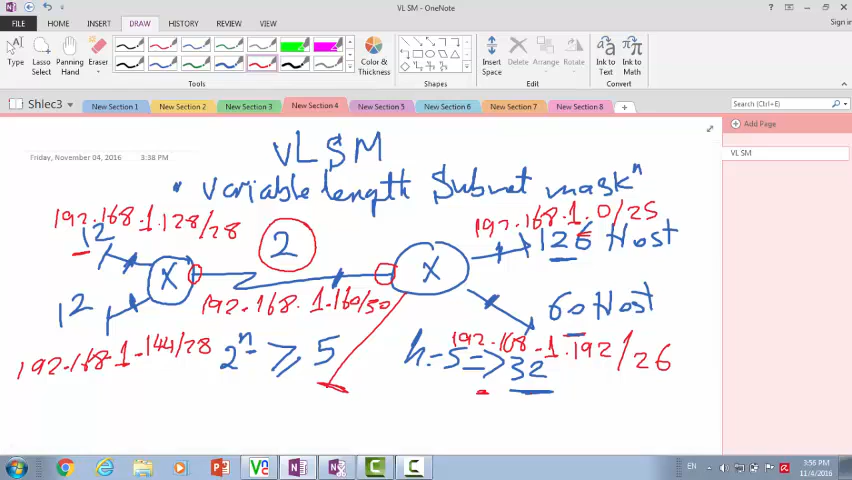 VL SM - OneNote
FILE HOME INSERT DRAW HISTORY REVIEW VIEW
Sign in
Type Lasso Select Panning Hand Eraser Color & Thickness Insert Space Delete Arrange Rotate Ink to Text Ink to Math
Tools Shapes Edit Convert
Shlec3 New Section 1 New Section 2 New Section 3 New Section 4 New Section 5 New Section 6 New Section 7 New Section 8 Search (Ctrl+E)
Add Page
VL SM
Friday, November 04, 2016 3:38 PM
VLSM
" Variable length Subnet mask"
192.168.1.128/28
192.168.1.0/25
12
2
126 Host
X
X
12
192.168.1.160/30
60 Host
192.168.1.144/28
2^n ≥ 5
h=5=>32
192.168.1.192/26
EN 3:56 PM
11/4/2016